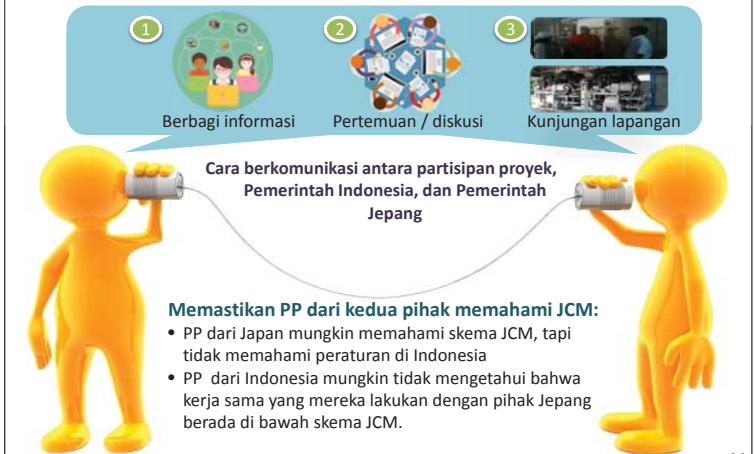 1
2
3
Berbagi informasi
Pertemuan / diskusi
Kunjungan lapangan
Cara berkomunikasi antara partisipan proyek,
Pemerintah Indonesia, dan Pemerintah
Jepang
Memastikan PP dari kedua pihak memahami JCM:
• PP dari Japan mungkin memahami skema JCM, tapi
tidak memahami peraturan di Indonesia
• PP dari Indonesia mungkin tidak mengetahui bahwa
kerja sama yang mereka lakukan dengan pihak Jepang
berada di bawah skema JCM.